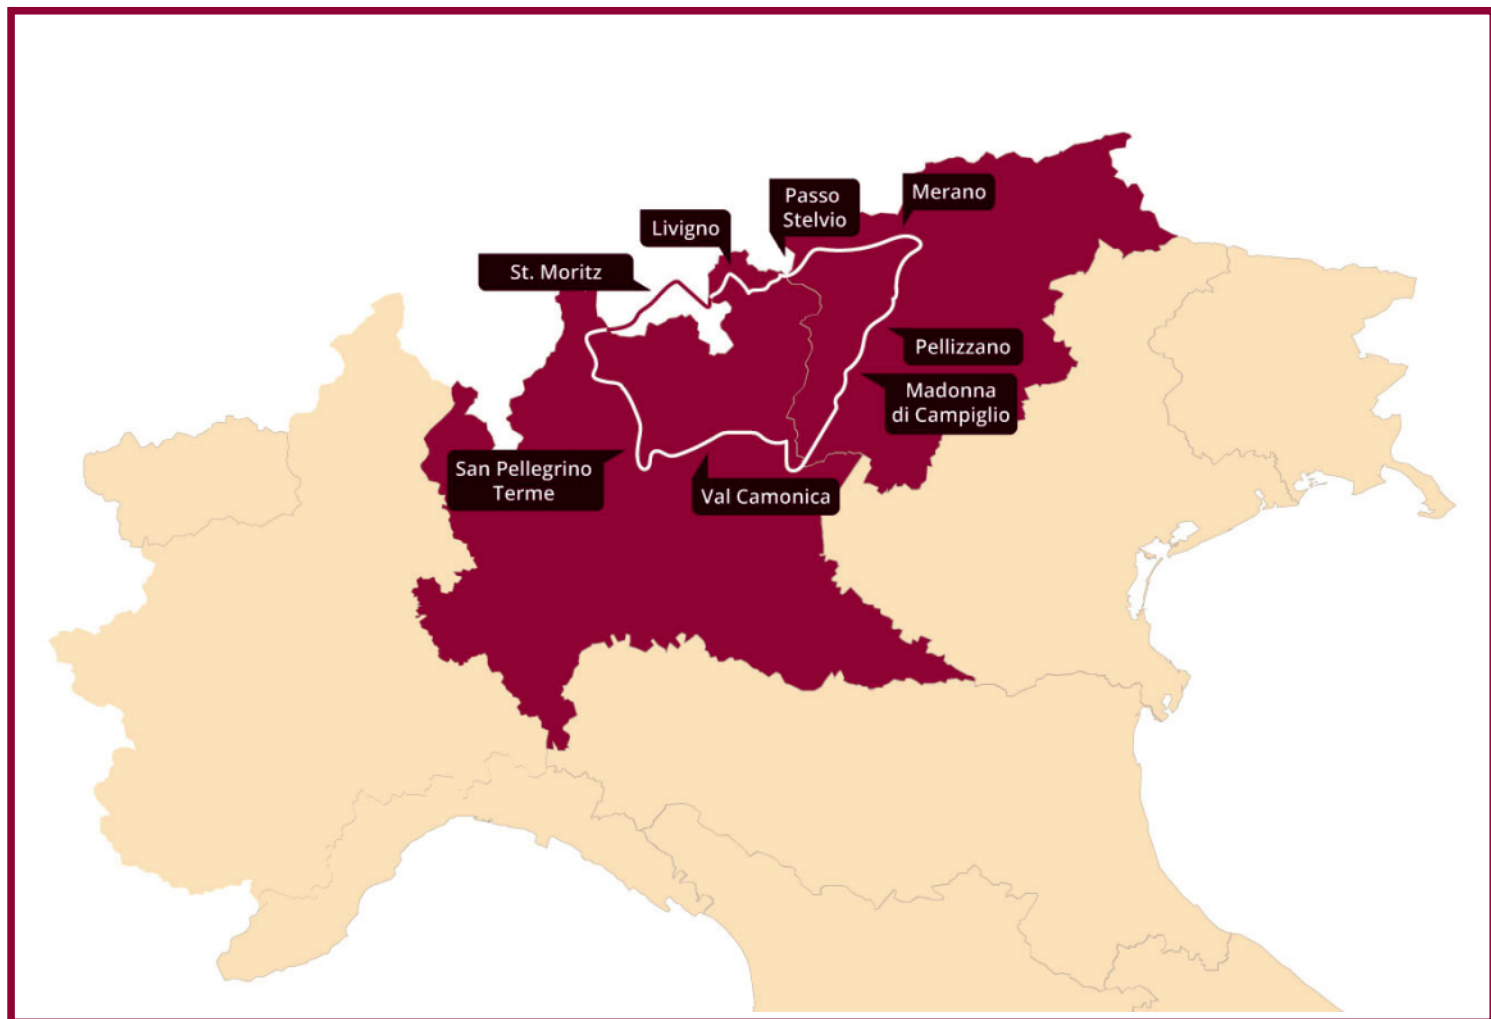 Merano
Passo
Stelvio
Livigno
St. Moritz
Pellizzano
Madonna
di Campiglio
San Pellegrino
Terme
Val Camonica